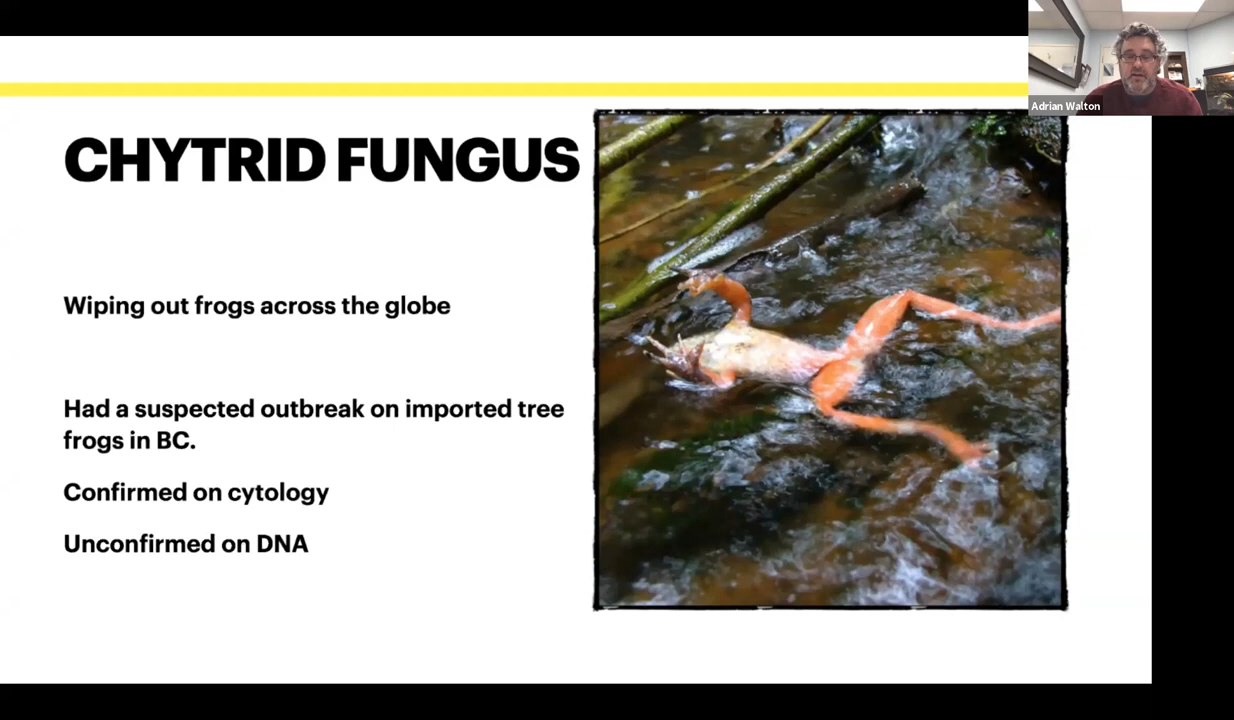 Adrian Walton
CHYTRID FUNGUS
Wiping out frogs across the globe
Had a suspected outbreak on imported tree
frogs in BC.
Confirmed on cytology
Unconfirmed on DNA